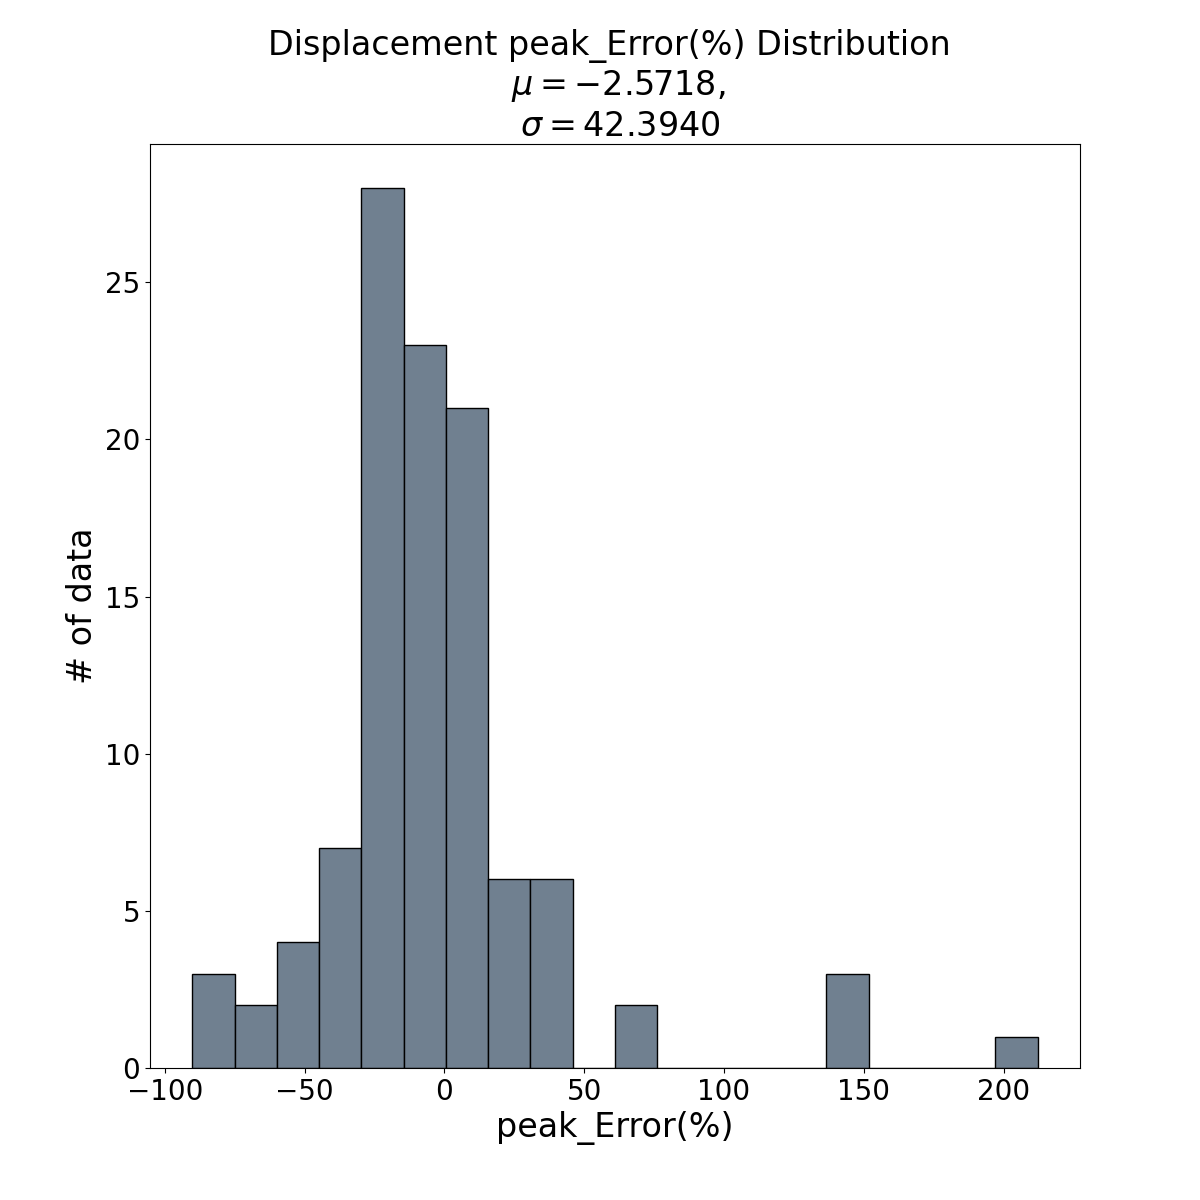 Displacement peak_Error(%) Distribution
μ = −2.5718,
σ = 42.3940
25
20
15
10
5
0
# of data
−100 −50 0 50 100 150 200
peak_Error(%)